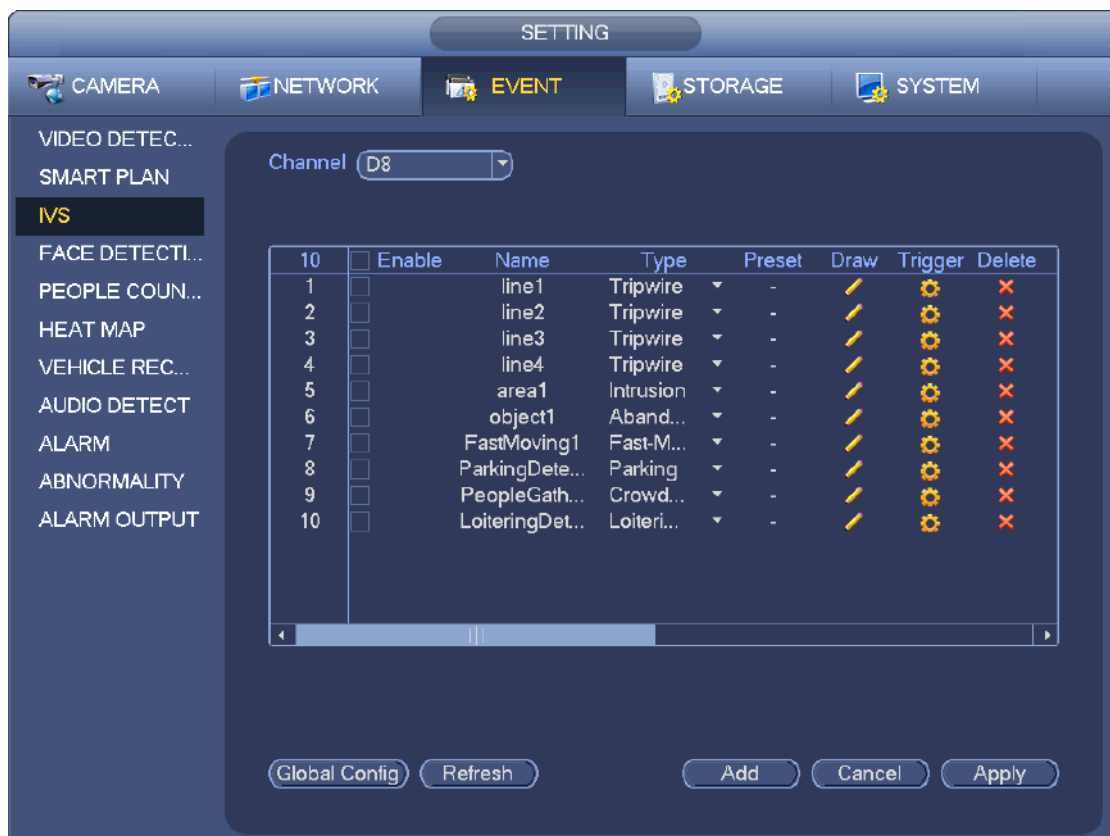 SETTING
CAMERA NETWORK EVENT STORAGE SYSTEM
VIDEO DETEC...
SMART PLAN
IVS
FACE DETECTI...
PEOPLE COUN...
HEAT MAP
VEHICLE REC...
AUDIO DETECT
ALARM
ABNORMALITY
ALARM OUTPUT
Channel D8
10 Enable Name Type Preset Draw Trigger Delete
1 line1 Tripwire -
2 line2 Tripwire -
3 line3 Tripwire -
4 line4 Tripwire -
5 area1 Intrusion -
6 object1 Aband... -
7 FastMoving1 Fast-M... -
8 ParkingDete... Parking -
9 PeopleGath... Crowd... -
10 LoiteringDet... Loiteri... -
Global Config Refresh Add Cancel Apply